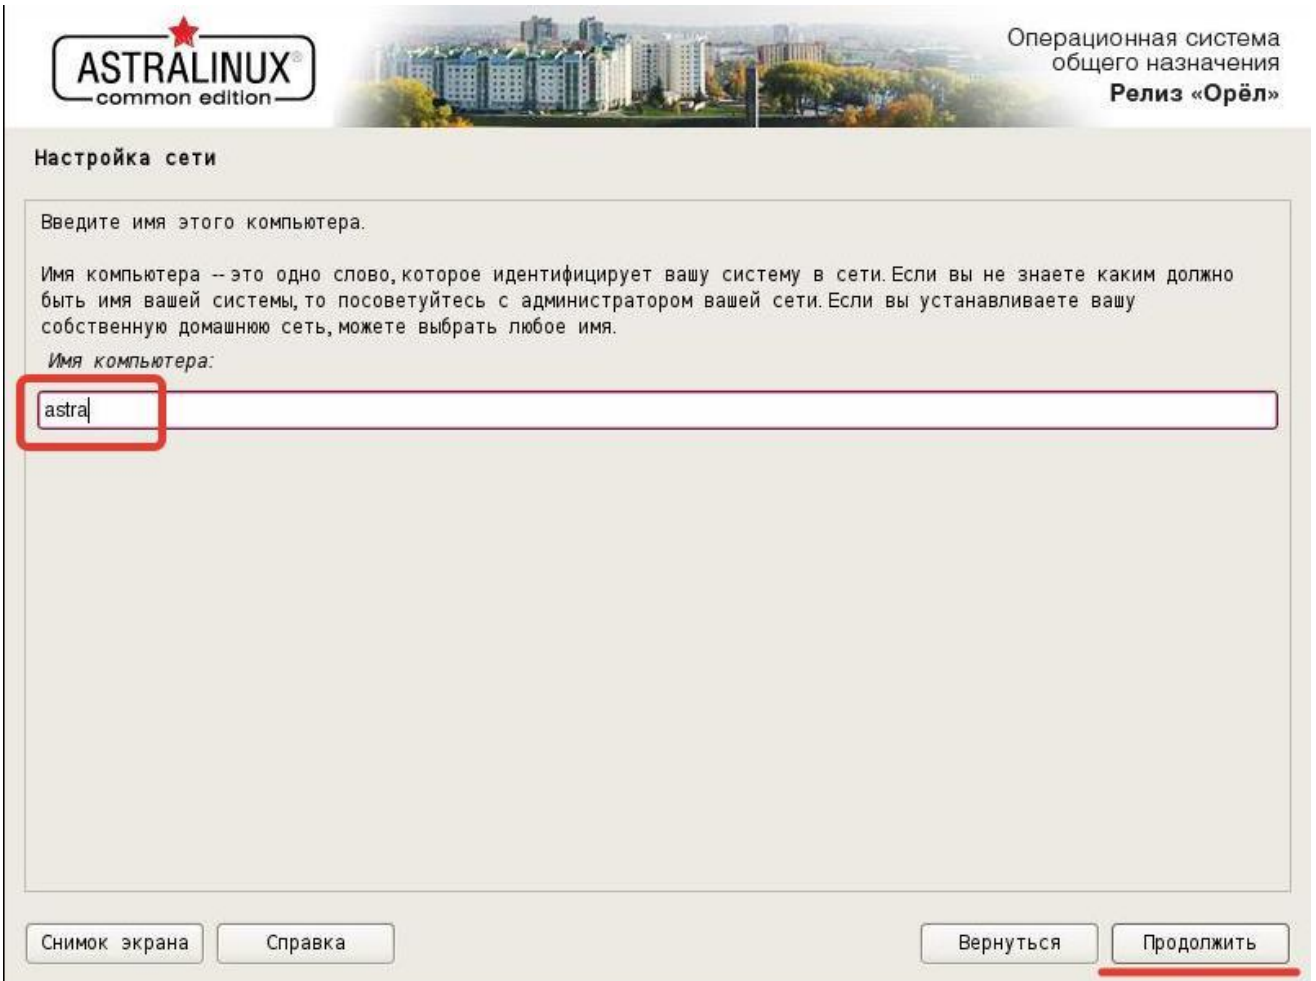 ASTRALINUX®
common edition
Операционная система
общего назначения
Релиз «Орёл»
Настройка сети
Введите имя этого компьютера.
Имя компьютера -- это одно слово, которое идентифицирует вашу систему в сети. Если вы не знаете каким должно
быть имя вашей системы, то посоветуйтесь с администратором вашей сети. Если вы устанавливаете вашу
собственную домашнюю сеть, можете выбрать любое имя.
Имя компьютера:
astra
Снимок экрана
Справка
Вернуться
Продолжить